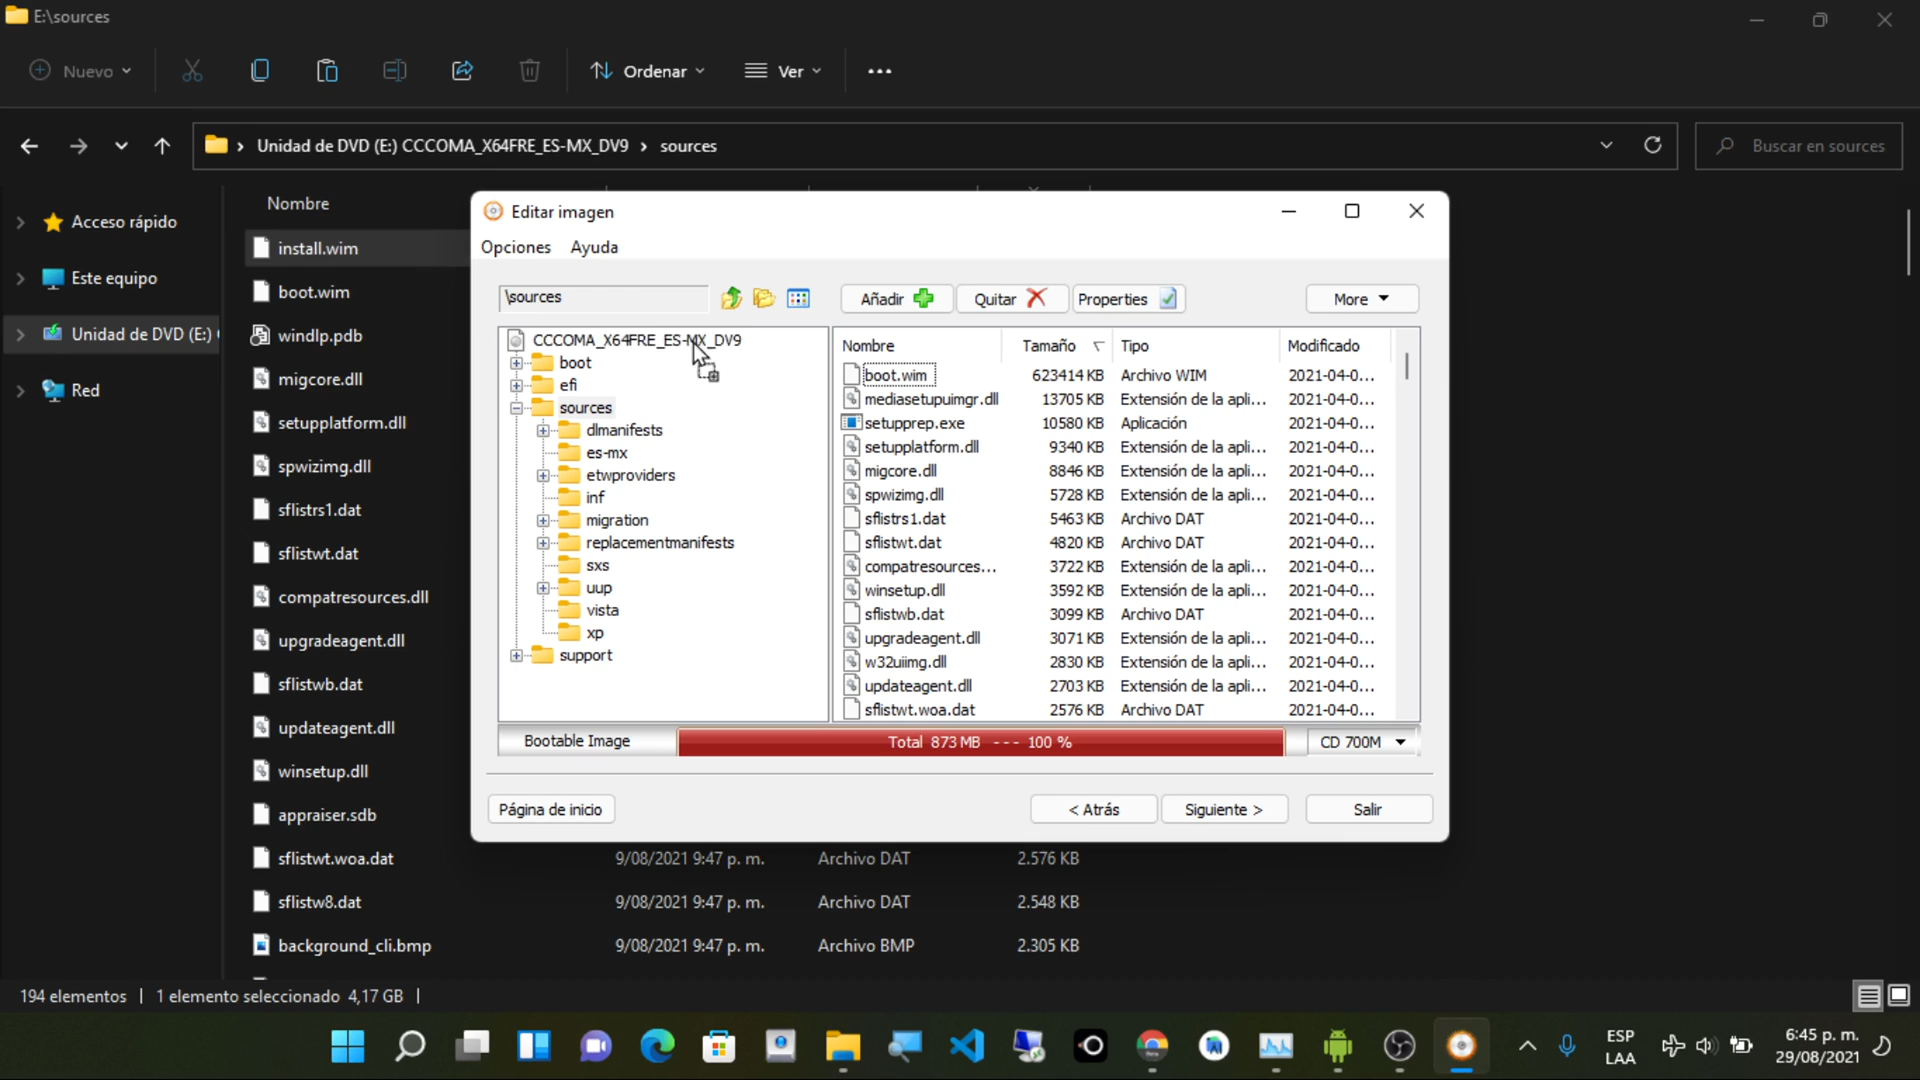 E:\sources
Nuevo
Ordenar
Ver
Unidad de DVD (E:) CCCOMA_X64FRE_ES-MX_DV9 › sources
Buscar en sources
Acceso rápido
Este equipo
Unidad de DVD (E:)
Red
Nombre
install.wim
boot.wim
windlp.pdb
migcore.dll
setupplatform.dll
spwizimg.dll
sflistrs1.dat
sflistwt.dat
compatresources.dll
upgradeagent.dll
sflistwb.dat
updateagent.dll
winsetup.dll
appraiser.sdb
sflistwt.woa.dat 9/08/2021 9:47 p. m. Archivo DAT 2.576 KB
sflistw8.dat 9/08/2021 9:47 p. m. Archivo DAT 2.548 KB
background_cli.bmp 9/08/2021 9:47 p. m. Archivo BMP 2.305 KB
Editar imagen
Opciones Ayuda
\sources
Añadir Quitar Properties More
CCCOMA_X64FRE_ES-MX_DV9
boot
efi
sources
dlmanifests
es-mx
etwproviders
inf
migration
replacementmanifests
sxs
uup
vista
xp
support
Nombre Tamaño Tipo Modificado
boot.wim 623414 KB Archivo WIM 2021-04-0...
mediasetupuimgr.dll 13705 KB Extensión de la apli... 2021-04-0...
setupprep.exe 10580 KB Aplicación 2021-04-0...
setupplatform.dll 9340 KB Extensión de la apli... 2021-04-0...
migcore.dll 8846 KB Extensión de la apli... 2021-04-0...
spwizimg.dll 5728 KB Extensión de la apli... 2021-04-0...
sflistrs1.dat 5463 KB Archivo DAT 2021-04-0...
sflistwt.dat 4820 KB Archivo DAT 2021-04-0...
compatresources... 3722 KB Extensión de la apli... 2021-04-0...
winsetup.dll 3592 KB Extensión de la apli... 2021-04-0...
sflistwb.dat 3099 KB Archivo DAT 2021-04-0...
upgradeagent.dll 3071 KB Extensión de la apli... 2021-04-0...
w32uiimg.dll 2830 KB Extensión de la apli... 2021-04-0...
updateagent.dll 2703 KB Extensión de la apli... 2021-04-0...
sflistwt.woa.dat 2576 KB Archivo DAT 2021-04-0...
Bootable Image Total 873 MB --- 100 % CD 700M
Página de inicio < Atrás Siguiente > Salir
194 elementos 1 elemento seleccionado 4,17 GB
ESP
LAA
6:45 p. m.
29/08/2021